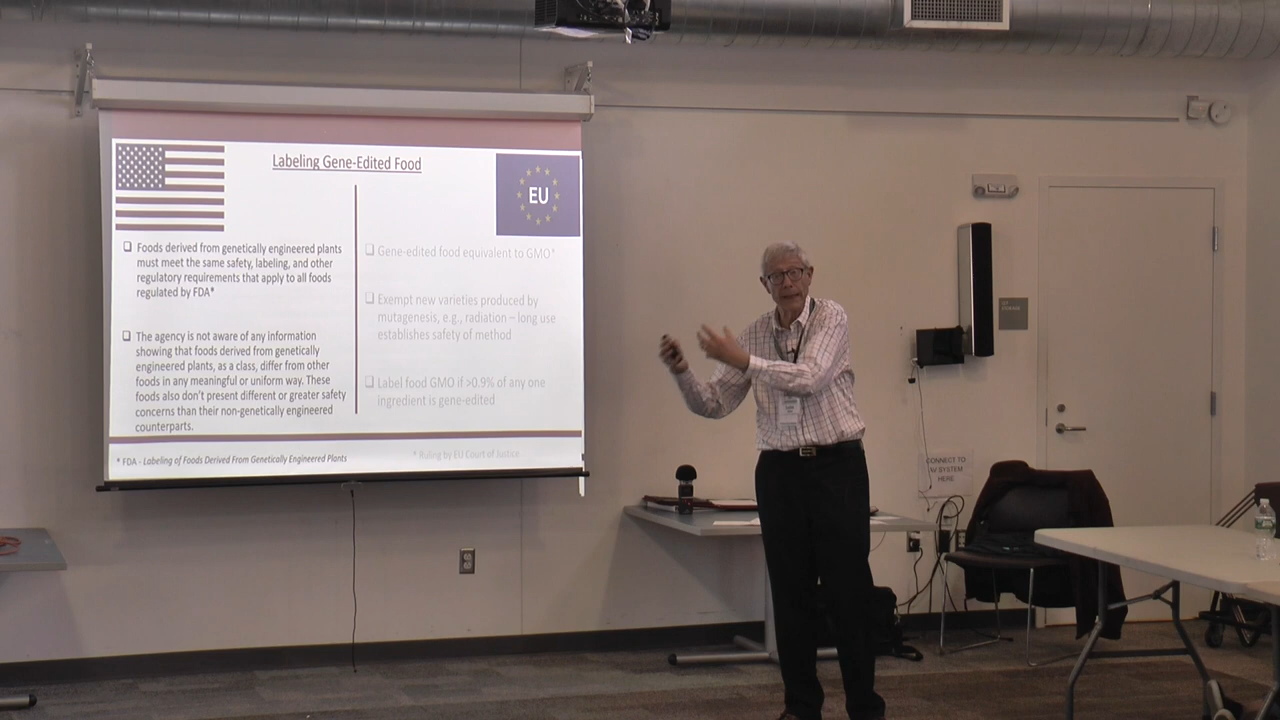 Labeling Gene-Edited Food
EU
❑ Foods derived from genetically engineered plants
must meet the same safety, labeling, and other
regulatory requirements that apply to all foods
regulated by FDA*
❑ The agency is not aware of any information
showing that foods derived from genetically
engineered plants, as a class, differ from other
foods in any meaningful or uniform way. These
foods also don't present different or greater safety
concerns than their non-genetically engineered
counterparts.
* FDA - Labeling of Foods Derived From Genetically Engineered Plants
❑ Gene-edited food equivalent to GMO*
❑ Exempt new varieties produced by
mutagenesis, e.g., radiation – long use
establishes safety of method
❑ Label food GMO if >0.9% of any one
ingredient is gene-edited
* Ruling by EU Court of Justice
CONNECT TO
AV SYSTEM
HERE